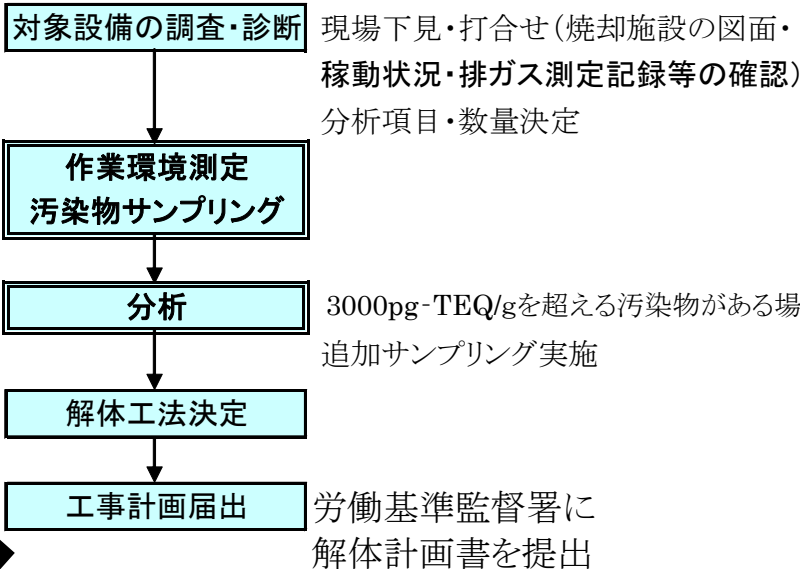 対象設備の調査・診断
現場下見・打合せ（焼却施設の図面・
稼動状況・排ガス測定記録等の確認）
分析項目・数量決定
作業環境測定
汚染物サンプリング
分析
3000pg‐TEQ/gを超える汚染物がある場
追加サンプリング実施
解体工法決定
工事計画届出
労働基準監督署に
解体計画書を提出